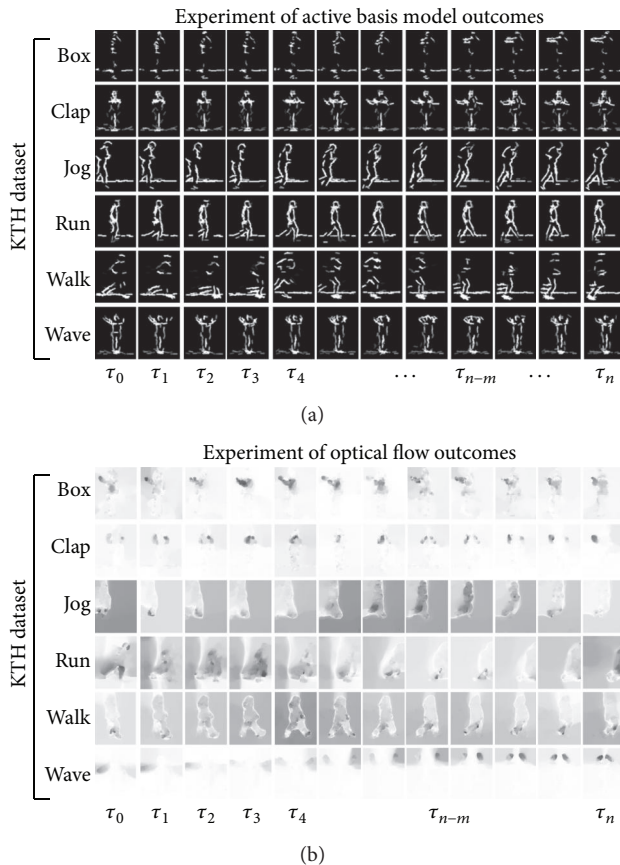 Experiment of active basis model outcomes
KTH dataset
Box
Clap
Jog
Run
Walk
Wave
τ0 τ1 τ2 τ3 τ4 ... τn−m ... τn
(a)
Experiment of optical flow outcomes
KTH dataset
Box
Clap
Jog
Run
Walk
Wave
τ0 τ1 τ2 τ3 τ4 τn−m τn
(b)